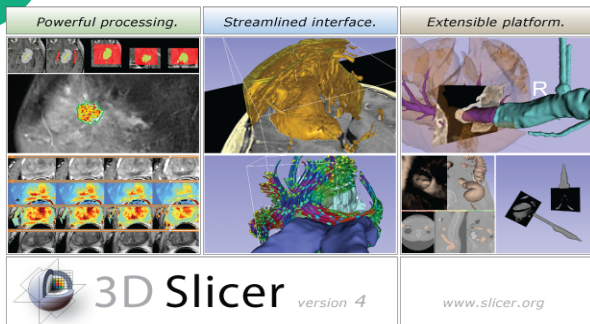 Powerful processing.
Streamlined interface.
Extensible platform.
R
3D Slicer version 4
www.slicer.org